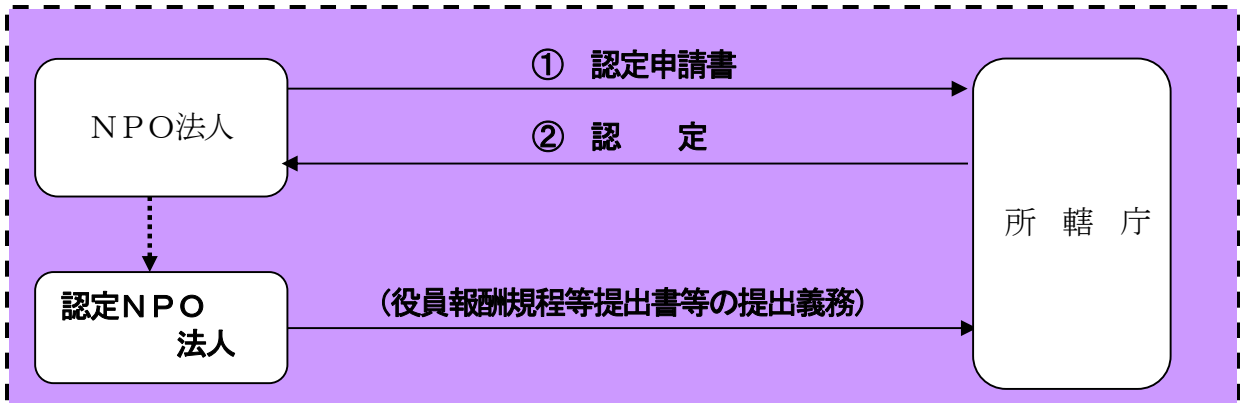 ① 認定申請書
NPO法人
② 認 定
所 轄 庁
認定NPO
法人
(役員報酬規程等提出書等の提出義務)